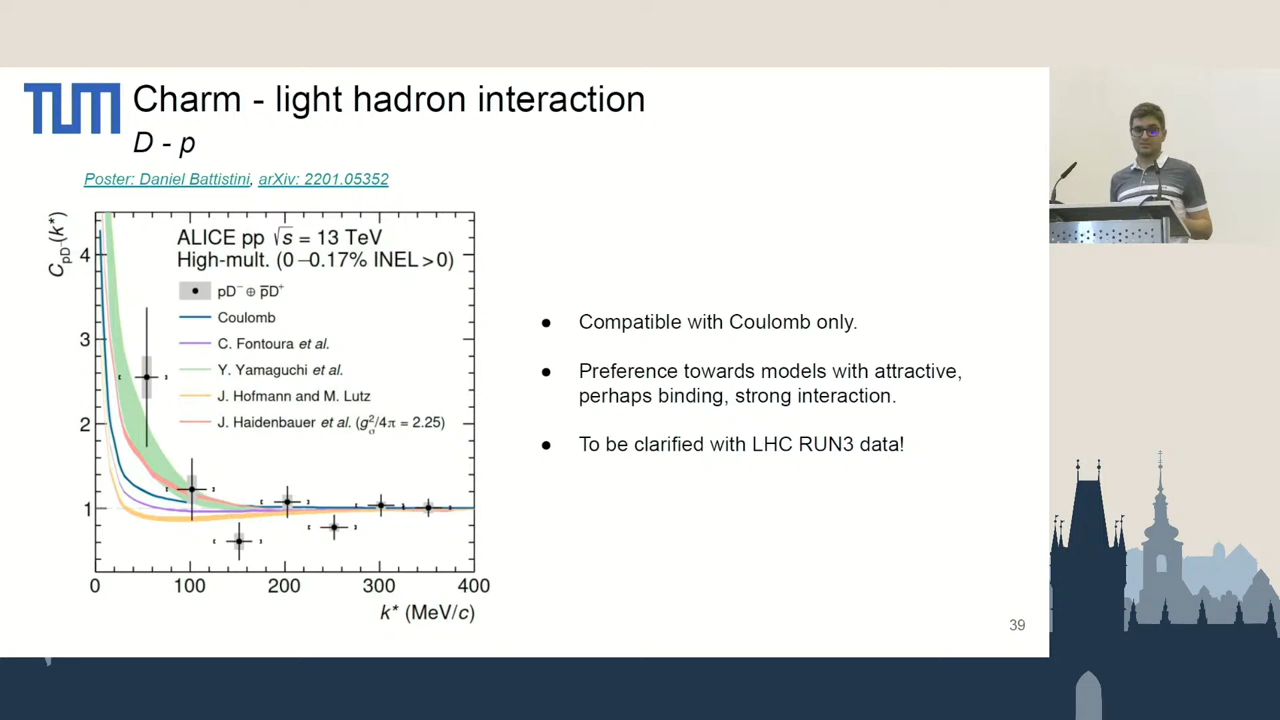 TUM
Charm - light hadron interaction
D - p
Poster: Daniel Battistini, arXiv: 2201.05352
C_pD⁻(k*)
4
3
2
1
0
100
200
300
400
k* (MeV/c)
ALICE pp √s = 13 TeV
High-mult. (0 –0.17% INEL > 0)
pD⁻ ⊕ p̄D⁺
Coulomb
C. Fontoura et al.
Y. Yamaguchi et al.
J. Hofmann and M. Lutz
J. Haidenbauer et al. (g²_σ/4π = 2.25)
● Compatible with Coulomb only.
● Preference towards models with attractive,
perhaps binding, strong interaction.
● To be clarified with LHC RUN3 data!
39